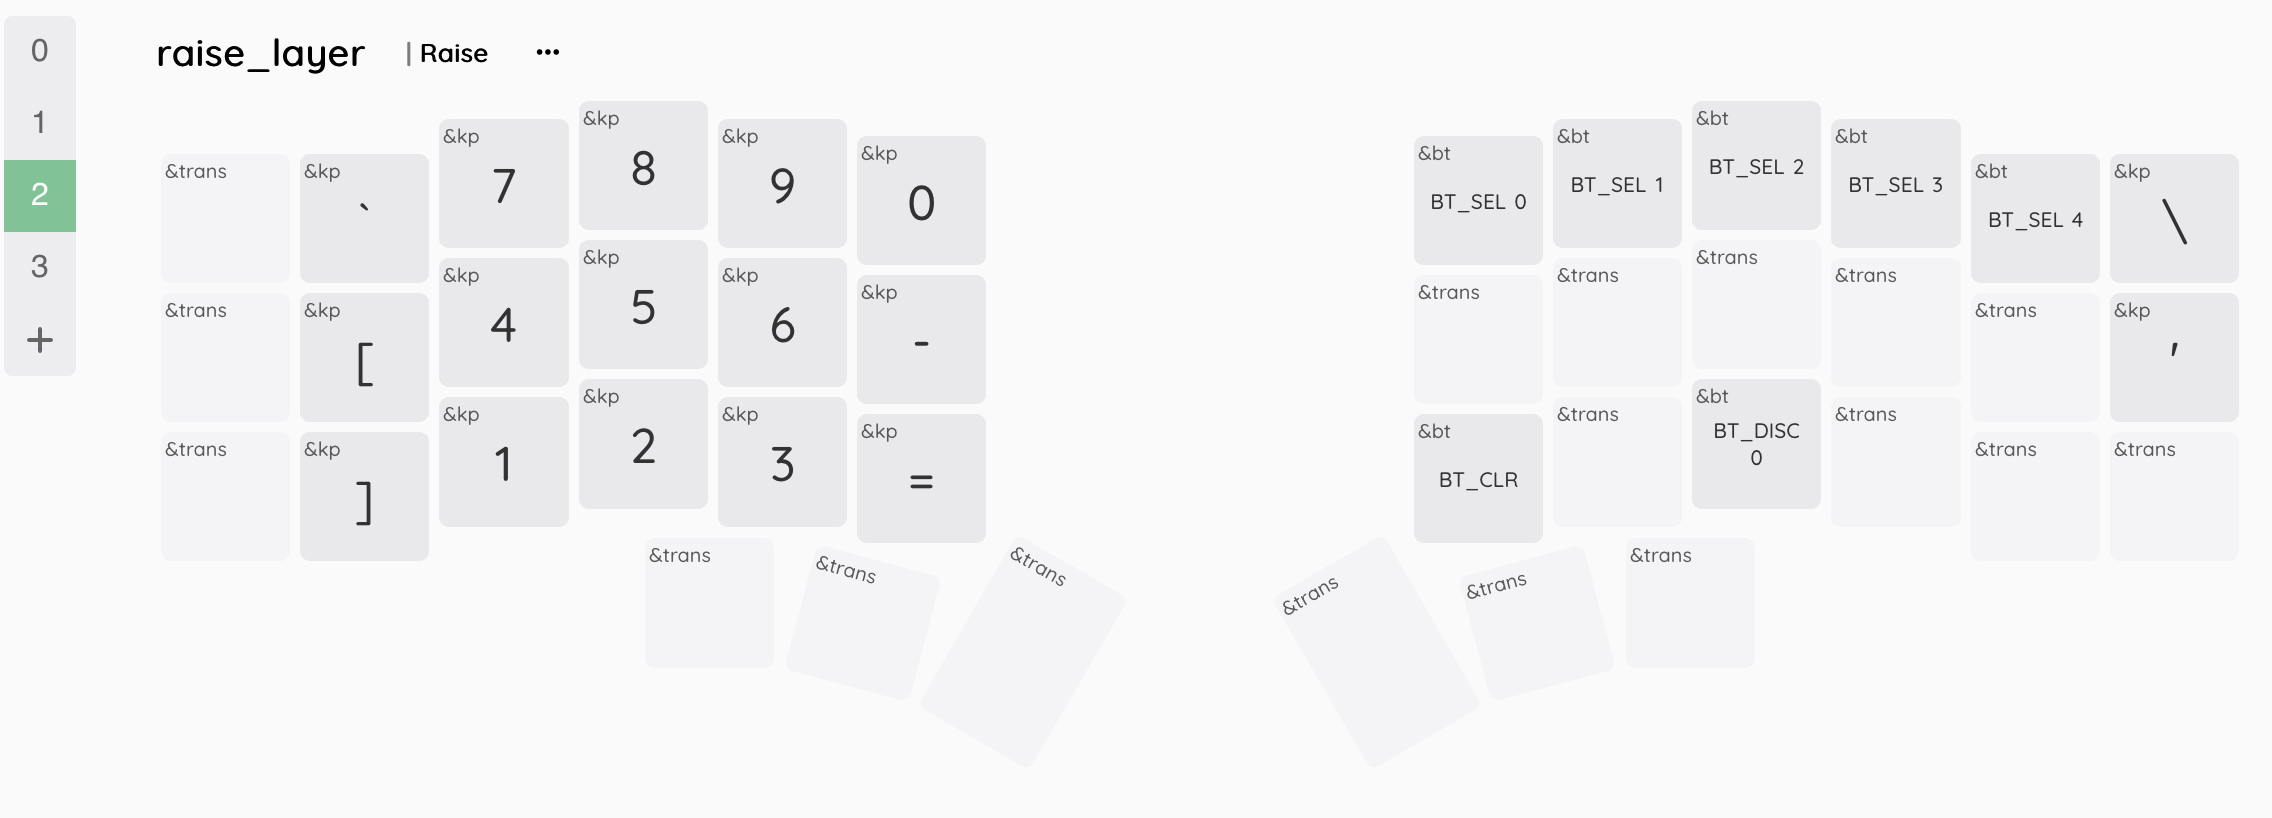 0
1
2
3
+
raise_layer | Raise ...
&trans
&kp
`
&kp
7
&kp
8
&kp
9
&kp
0
&bt
BT_SEL 0
&bt
BT_SEL 1
&bt
BT_SEL 2
&bt
BT_SEL 3
&bt
BT_SEL 4
&kp
\
&trans
&kp
[
&kp
4
&kp
5
&kp
6
&kp
-
&trans
&trans
&trans
&trans
&trans
&kp
'
&trans
&kp
]
&kp
1
&kp
2
&kp
3
&kp
=
&bt
BT_CLR
&trans
&bt
BT_DISC
0
&trans
&trans
&trans
&trans
&trans
&trans
&trans
&trans
&trans